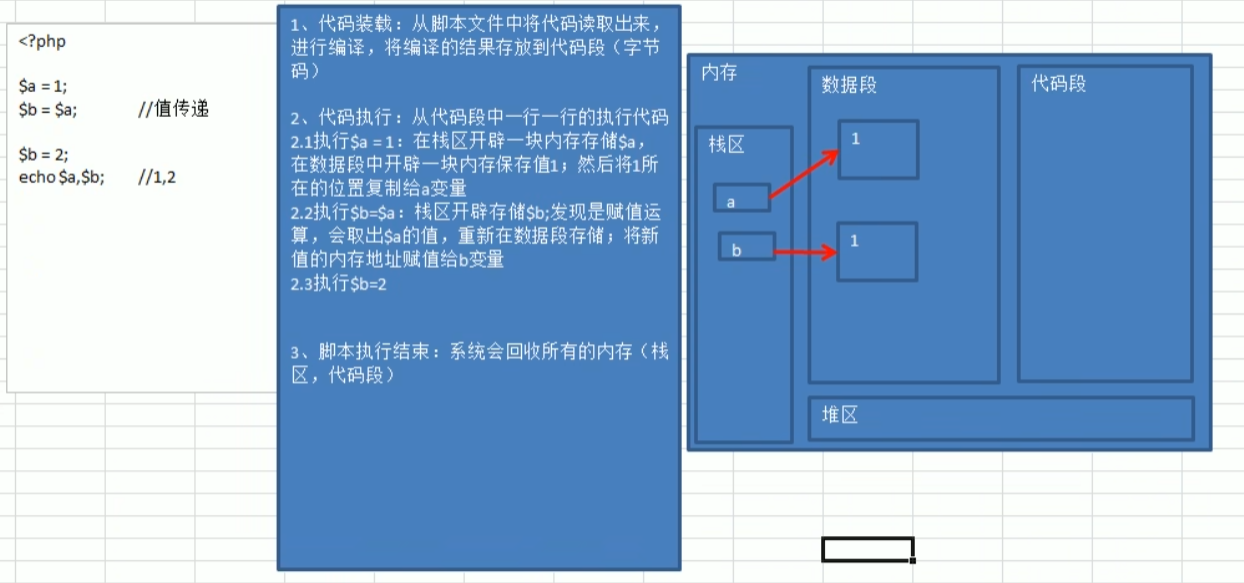 <?php
$a = 1;
$b = $a; //值传递
$b = 2;
echo $a,$b; //1,2
1、代码装载：从脚本文件中将代码读取出来，
进行编译，将编译的结果存放到代码段（字节
码）
2、代码执行：从代码段中一行一行的执行代码
2.1执行$a = 1：在栈区开辟一块内存存储$a，
在数据段中开辟一块内存保存值1；然后将1所
在的位置复制给a变量
2.2执行$b=$a：栈区开辟存储$b;发现是赋值运
算，会取出$a的值，重新在数据段存储；将新
值的内存地址赋值给b变量
2.3执行$b=2
3、脚本执行结束：系统会回收所有的内存（栈
区，代码段）
内存
栈区
a
b
数据段
1
1
代码段
堆区